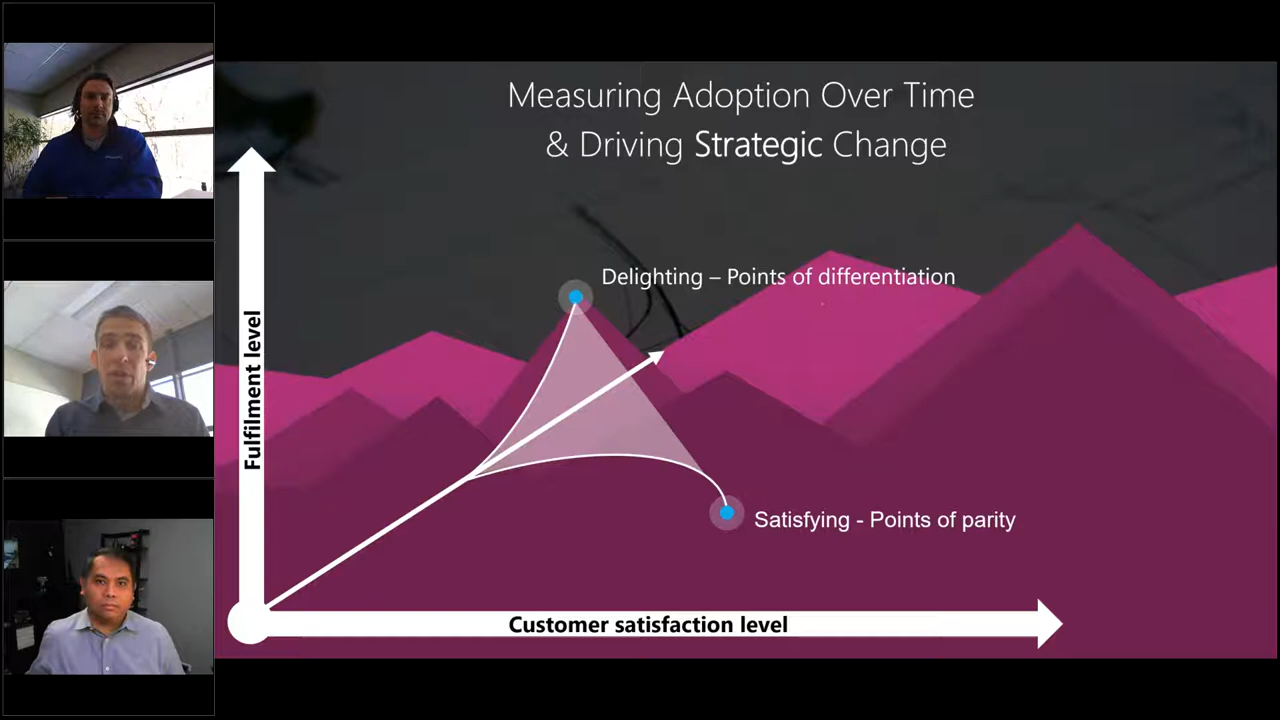 Measuring Adoption Over Time
& Driving Strategic Change
Delighting – Points of differentiation
Fulfilment level
Satisfying - Points of parity
Customer satisfaction level